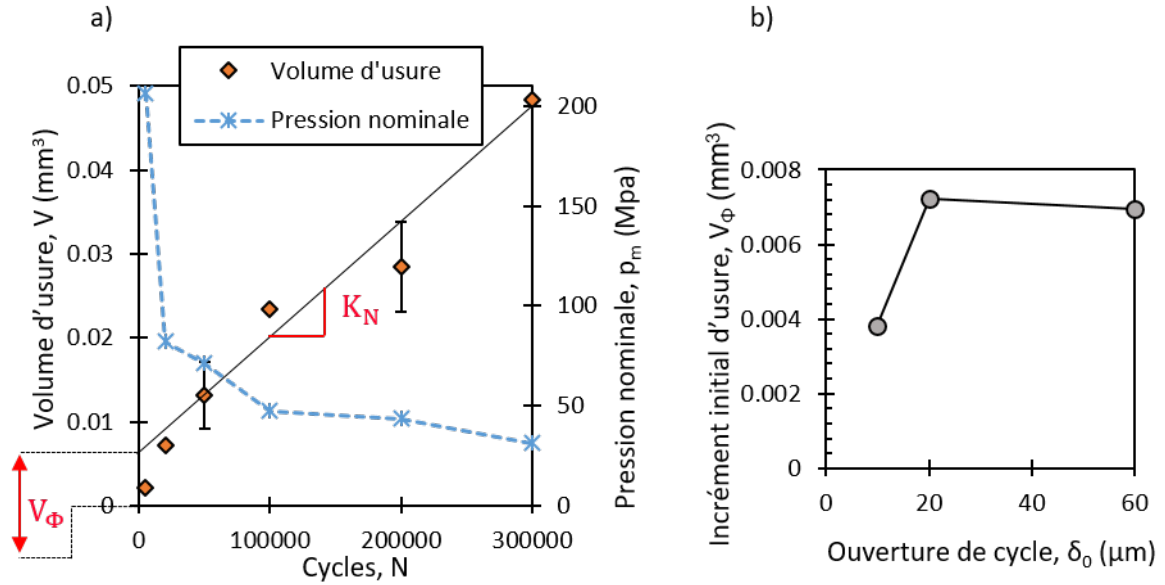 a)
Volume d'usure
Pression nominale
Volume d'usure, V (mm³)
0.05
0.04
0.03
0.02
0.01
0
V_Φ
K_N
200
150
100
50
0
Pression nominale, p_m (Mpa)
0
100000
200000
300000
Cycles, N
b)
Incrément initial d'usure, V_Φ (mm³)
0.008
0.006
0.004
0.002
0
0
20
40
60
Ouverture de cycle, δ₀ (µm)